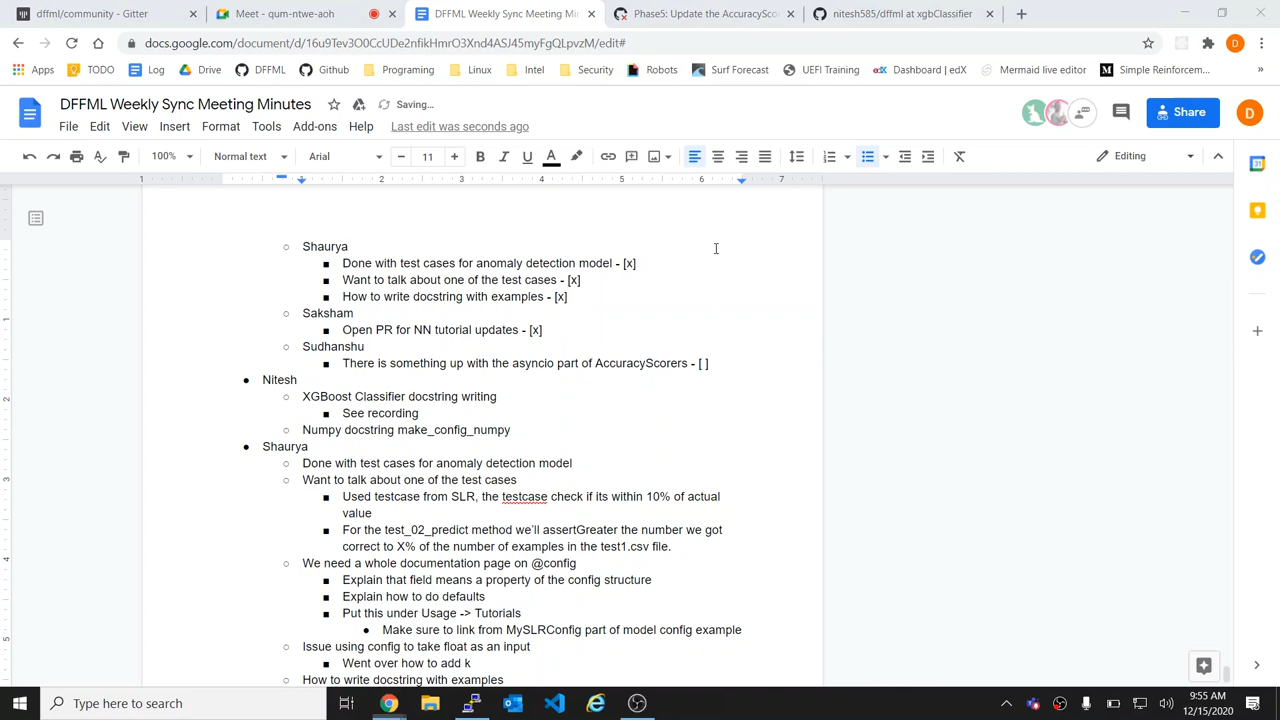 dffml/community - Gitter
Meet - qum-ntwe-aoh
DFFML Weekly Sync Meeting Min
Phase5: Update the AccuracySco
nitesh585/dffml at xgbClassifier
docs.google.com/document/d/16u9Tev3O0CcUDe2nfikHmrO3Xnd4ASJ45myFgQLpvzM/edit#
Apps
TODO
Log
Drive
DFFML
Github
Programing
Linux
Intel
Security
Robots
Surf Forecast
UEFI Training
Dashboard | edX
Mermaid live editor
Simple Reinforcem...
DFFML Weekly Sync Meeting Minutes
Saving...
Share
D
File Edit View Insert Format Tools Add-ons Help Last edit was seconds ago
100% Normal text Arial 11 Editing
1 1 2 3 4 5 6 7
Shaurya
Done with test cases for anomaly detection model - [x]
Want to talk about one of the test cases - [x]
How to write docstring with examples - [x]
Saksham
Open PR for NN tutorial updates - [x]
Sudhanshu
There is something up with the asyncio part of AccuracyScorers - [ ]
Nitesh
XGBoost Classifier docstring writing
See recording
Numpy docstring make_config_numpy
Shaurya
Done with test cases for anomaly detection model
Want to talk about one of the test cases
Used testcase from SLR, the testcase check if its within 10% of actual
value
For the test_02_predict method we'll assertGreater the number we got
correct to X% of the number of examples in the test1.csv file.
We need a whole documentation page on @config
Explain that field means a property of the config structure
Explain how to do defaults
Put this under Usage -> Tutorials
Make sure to link from MySLRConfig part of model config example
Issue using config to take float as an input
Went over how to add k
How to write docstring with examples
Type here to search
9:55 AM
12/15/2020